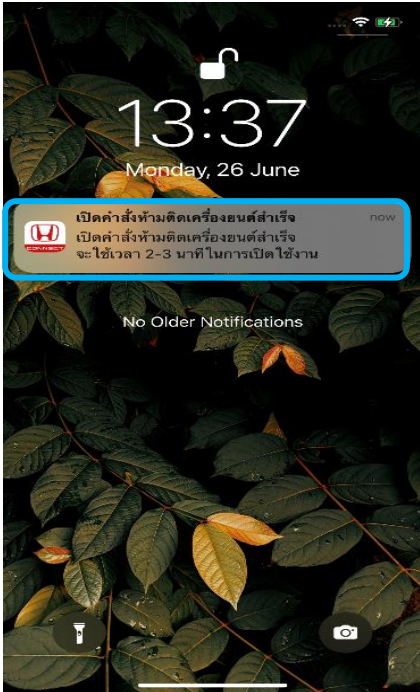 13:37
Monday, 26 June
เปิดคำสั่งห้ามติดเครื่องยนต์สำเร็จ
now
เปิดคำสั่งห้ามติดเครื่องยนต์สำเร็จ
จะใช้เวลา 2-3 นาทีในการเปิดใช้งาน
CONNECT
No Older Notifications